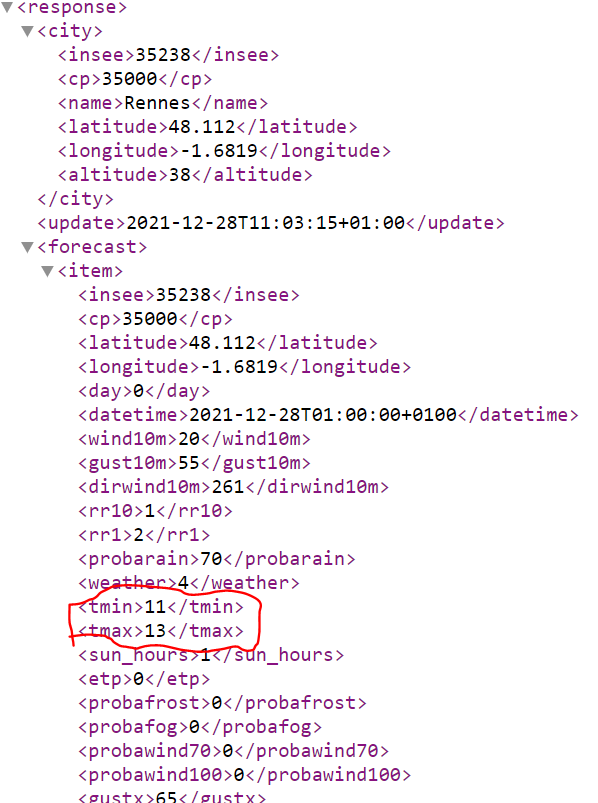 <response>
<city>
<insee>35238</insee>
<cp>35000</cp>
<name>Rennes</name>
<latitude>48.112</latitude>
<longitude>-1.6819</longitude>
<altitude>38</altitude>
</city>
<update>2021-12-28T11:03:15+01:00</update>
<forecast>
<item>
<insee>35238</insee>
<cp>35000</cp>
<latitude>48.112</latitude>
<longitude>-1.6819</longitude>
<day>0</day>
<datetime>2021-12-28T01:00:00+0100</datetime>
<wind10m>20</wind10m>
<gust10m>55</gust10m>
<dirwind10m>261</dirwind10m>
<rr10>1</rr10>
<rr1>2</rr1>
<probarain>70</probarain>
<weather>4</weather>
<tmin>11</tmin>
<tmax>13</tmax>
<sun_hours>1</sun_hours>
<etp>0</etp>
<probafrost>0</probafrost>
<probafog>0</probafog>
<probawind70>0</probawind70>
<probawind100>0</probawind100>
<gustx>65</gustx>